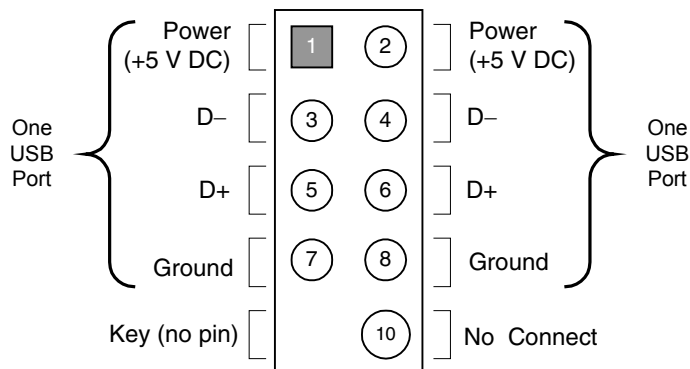 Power
(+5 V DC)
1
2
Power
(+5 V DC)
D–
3
4
D–
One
USB
Port
One
USB
Port
D+
5
6
D+
Ground
7
8
Ground
Key (no pin)
10
No Connect